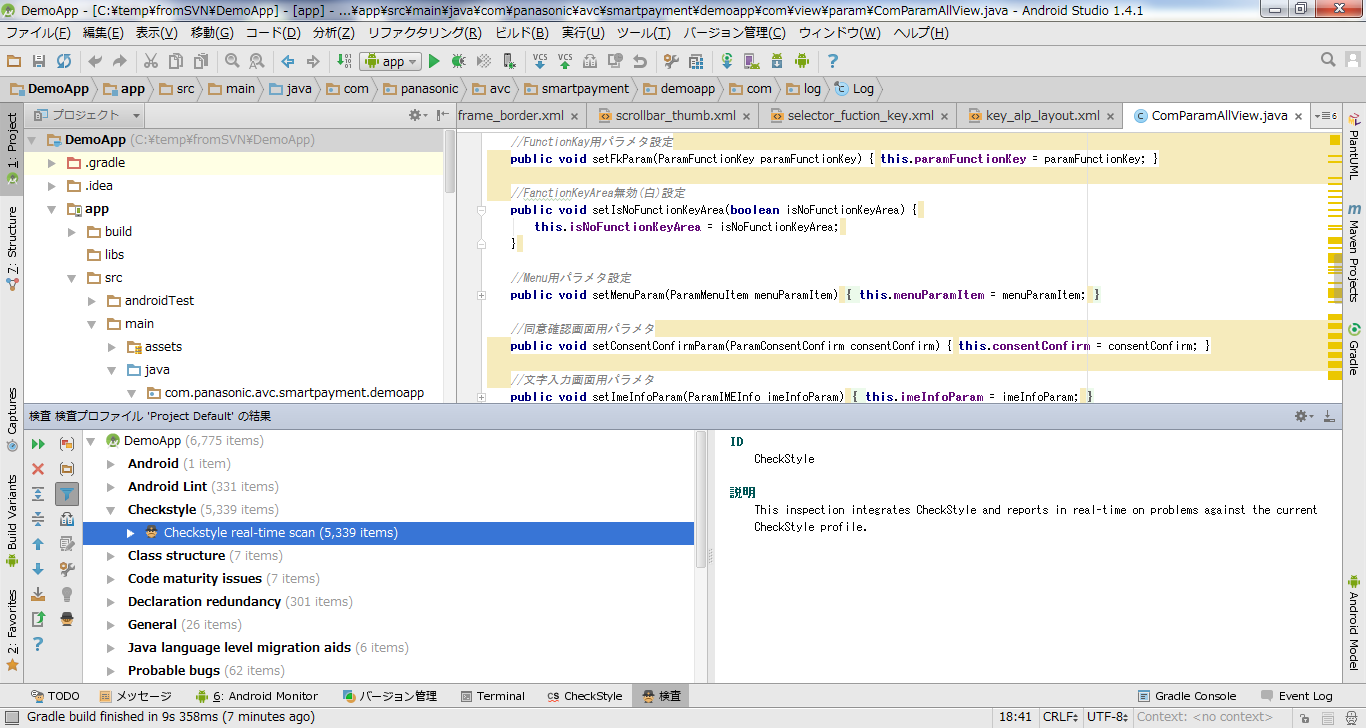 DemoApp - [C:¥temp¥fromSVN¥DemoApp] - [app] - ...¥app¥src¥main¥java¥com¥panasonic¥avc¥smartpayment¥demoapp¥com¥view¥param¥ComParamAllView.java - Android Studio 1.4.1
ファイル(F) 編集(E) 表示(V) 移動(G) コード(D) 分析(Z) リファクタリング(R) ビルド(B) 実行(U) ツール(T) バージョン管理(C) ウィンドウ(W) ヘルプ(H)
app VCS VCS ?
DemoApp app src main java com panasonic avc smartpayment demoapp com log Log
プロジェクト
frame_border.xml scrollbar_thumb.xml selector_fuction_key.xml key_alp_layout.xml ComParamAllView.java 6
1: Project
7: Structure
Captures
Build Variants
2: Favorites
DemoApp (C:¥temp¥fromSVN¥DemoApp)
.gradle
.idea
app
build
libs
src
androidTest
main
assets
java
com.panasonic.avc.smartpayment.demoapp
//FunctionKay用パラメタ設定
public void setFkParam(ParamFunctionKey paramFunctionKey) { this.paramFunctionKey = paramFunctionKey; }
//FanctionKeyArea無効(白)設定
public void setIsNoFunctionKeyArea(boolean isNoFunctionKeyArea) {
this.isNoFunctionKeyArea = isNoFunctionKeyArea;
}
//Menu用パラメタ設定
public void setMenuParam(ParamMenuItem menuParamItem) { this.menuParamItem = menuParamItem; }
//同意確認画面用パラメタ
public void setConsentConfirmParam(ParamConsentConfirm consentConfirm) { this.consentConfirm = consentConfirm; }
//文字入力画面用パラメタ
public void setImeInfoParam(ParamIMEInfo imeInfoParam) { this.imeInfoParam = imeInfoParam; }
PlantUML
m Maven Projects
Gradle
Android Model
検査 検査プロファイル 'Project Default' の結果
DemoApp (6,775 items)
Android (1 item)
Android Lint (331 items)
Checkstyle (5,339 items)
Checkstyle real-time scan (5,339 items)
Class structure (7 items)
Code maturity issues (7 items)
Declaration redundancy (301 items)
General (26 items)
Java language level migration aids (6 items)
Probable bugs (62 items)
?
ID
CheckStyle
説明
This inspection integrates CheckStyle and reports in real-time on problems against the current
CheckStyle profile.
TODO メッセージ 6: Android Monitor バージョン管理 Terminal CS CheckStyle 検査 Gradle Console Event Log
Gradle build finished in 9s 358ms (7 minutes ago) 18:41 CRLF UTF-8 Context: <no context>